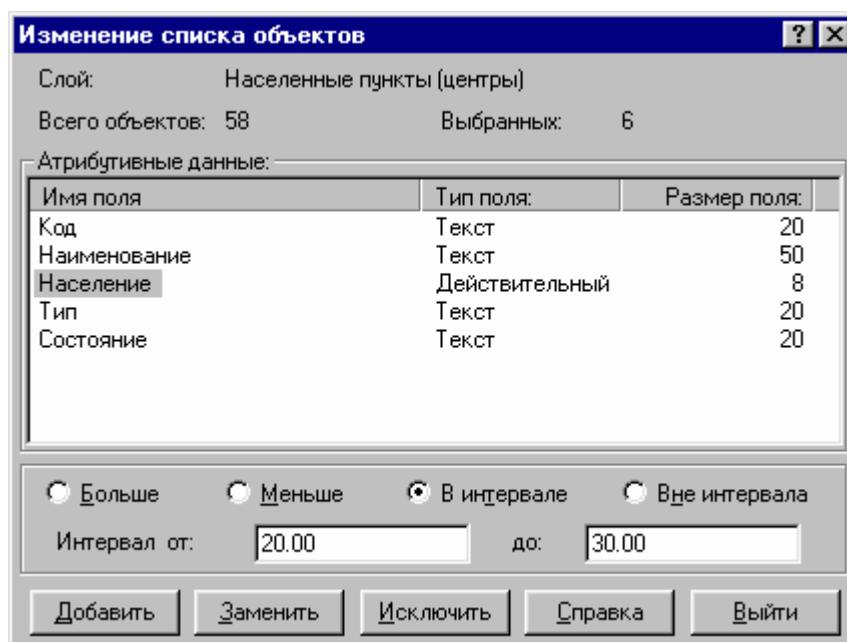 Изменение списка объектов
Слой: Населенные пункты (центры)
Всего объектов: 58 Выбранных: 6
Атрибутивные данные:
Имя поля Тип поля: Размер поля:
Код Текст 20
Наименование Текст 50
Население Действительный 8
Тип Текст 20
Состояние Текст 20
Больше Меньше В интервале Вне интервала
Интервал от: 20.00 до: 30.00
Добавить Заменить Исключить Справка Выйти